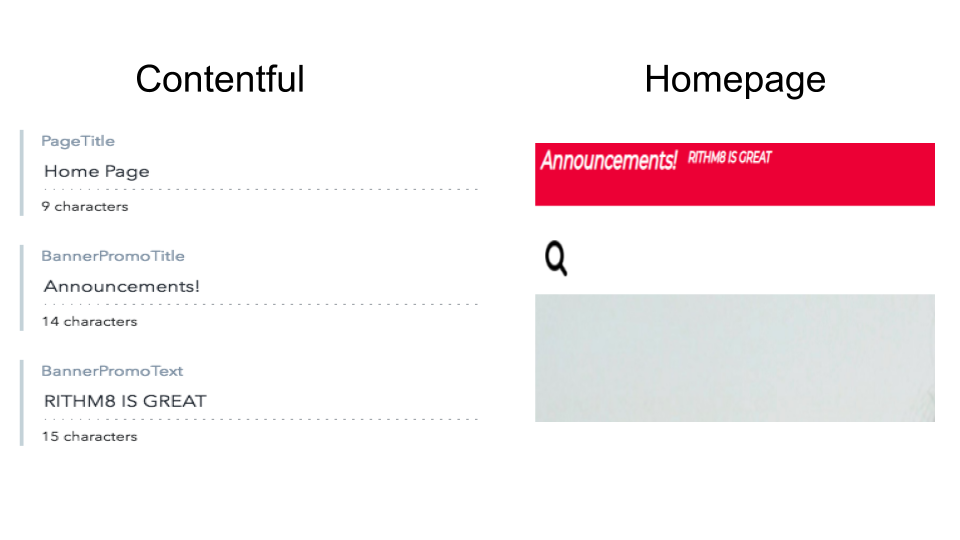 Contentful
PageTitle
Home Page
9 characters
BannerPromoTitle
Announcements!
14 characters
BannerPromoText
RITHM8 IS GREAT
15 characters
Homepage
Announcements! RITHM8 IS GREAT